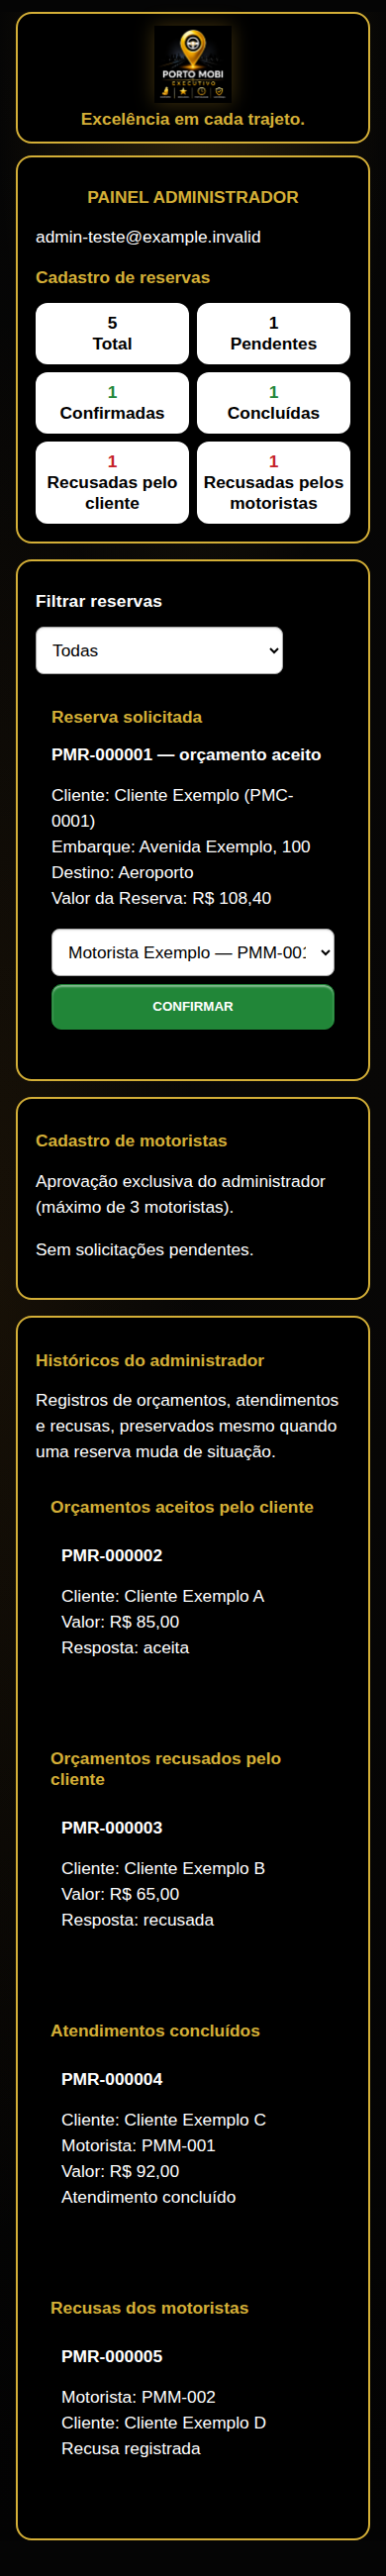 PORTO MOBI
EXECUTIVO
Excelência em cada trajeto.
PAINEL ADMINISTRADOR
admin-teste@example.invalid
Cadastro de reservas
5
Total
1
Pendentes
1
Confirmadas
1
Concluídas
1
Recusadas pelo
cliente
1
Recusadas pelos
motoristas
Filtrar reservas
Todas
Reserva solicitada
PMR-000001 — orçamento aceito
Cliente: Cliente Exemplo (PMC-
0001)
Embarque: Avenida Exemplo, 100
Destino: Aeroporto
Valor da Reserva: R$ 108,40
Motorista Exemplo — PMM-001
CONFIRMAR
Cadastro de motoristas
Aprovação exclusiva do administrador
(máximo de 3 motoristas).
Sem solicitações pendentes.
Históricos do administrador
Registros de orçamentos, atendimentos
e recusas, preservados mesmo quando
uma reserva muda de situação.
Orçamentos aceitos pelo cliente
PMR-000002
Cliente: Cliente Exemplo A
Valor: R$ 85,00
Resposta: aceita
Orçamentos recusados pelo
cliente
PMR-000003
Cliente: Cliente Exemplo B
Valor: R$ 65,00
Resposta: recusada
Atendimentos concluídos
PMR-000004
Cliente: Cliente Exemplo C
Motorista: PMM-001
Valor: R$ 92,00
Atendimento concluído
Recusas dos motoristas
PMR-000005
Motorista: PMM-002
Cliente: Cliente Exemplo D
Recusa registrada